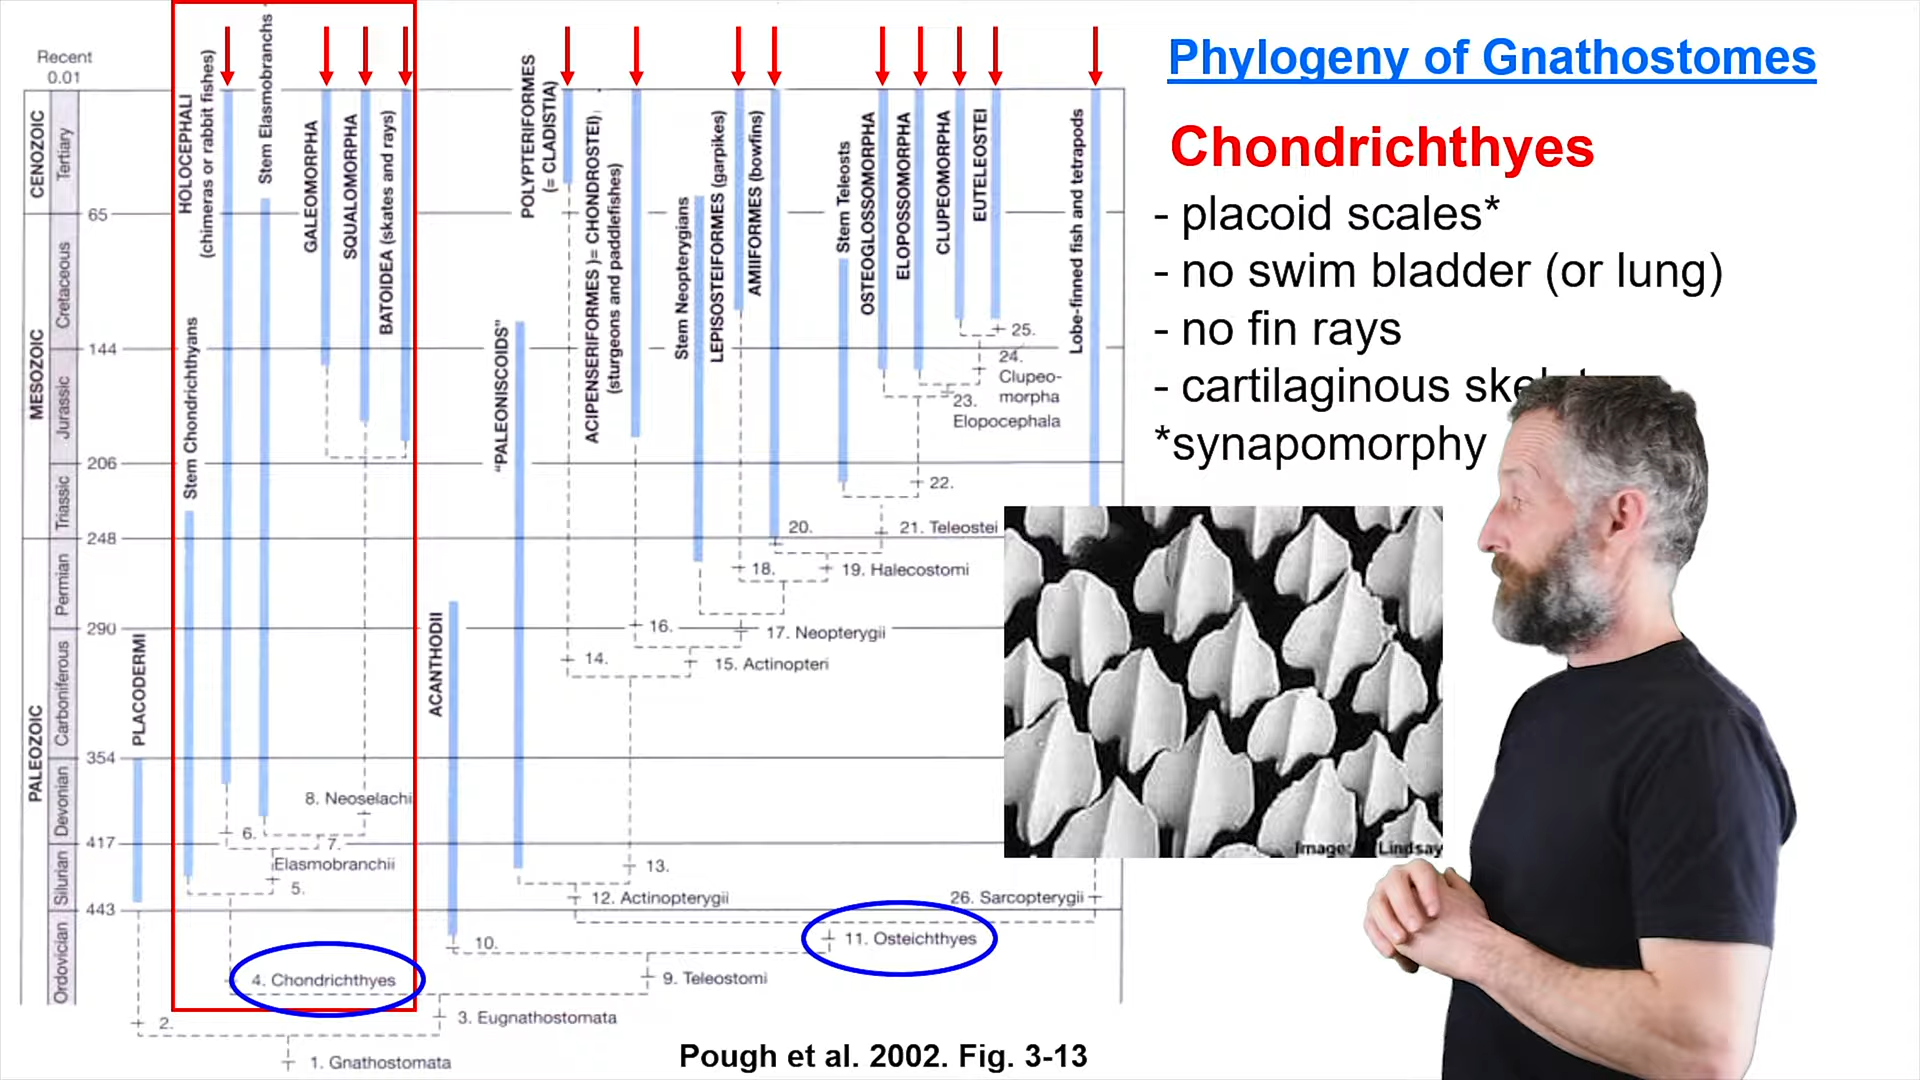 Phylogeny of Gnathostomes
Chondrichthyes
- placoid scales*
- no swim bladder (or lung)
- no fin rays
- cartilaginous
*synapomorphy
Recent
0.01
CENOZOIC
Tertiary
65
MESOZOIC
Cretaceous
144
Jurassic
206
Triassic
248
PALEOZOIC
Permian
290
Carboniferous
354
Devonian
417
Silurian
443
Ordovician
PLACODERMI
Stem Chondrichthyans
HOLOCEPHALI
(chimeras or rabbit fishes)
Stem Elasmobranchs
GALEOMORPHA
SQUALOMORPHA
BATOIDEA (skates and rays)
ACANTHODII
"PALEONISCOIDS"
POLYPTERIFORMES
(= CLADISTIA)
ACIPENSERIFORMES )= CHONDROSTEI),
(sturgeons and paddlefishes)
Stem Neopterygians
LEPISOSTEIFORMES (garpikes)
AMIIFORMES (bowfins)
Stem Teleosts
OSTEOGLOSSOMORPHA
ELOPOSSOMORPHA
CLUPEOMORPHA
EUTELEOSTEI
Lobe-finned fish and tetrapods
25.
24.
Clupeo-
morpha
23.
Elopocephala
22.
20.
21. Teleostei
18.
19. Halecostomi
16.
17. Neopterygii
14.
15. Actinopteri
8. Neoselachi
6.
7.
Elasmobranchii
5.
13.
12. Actinopterygii
26. Sarcopterygii
10.
11. Osteichthyes
4. Chondrichthyes
9. Teleostomi
2.
3. Eugnathostomata
1. Gnathostomata
Image:
Lindsay
Pough et al. 2002. Fig. 3-13